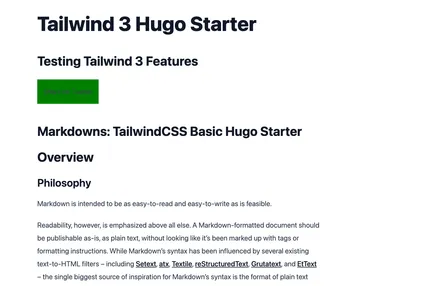 Tailwind 3 Hugo Starter
Testing Tailwind 3 Features
Markdowns: TailwindCSS Basic Hugo Starter
Overview
Philosophy
Markdown is intended to be as easy-to-read and easy-to-write as is feasible.
Readability, however, is emphasized above all else. A Markdown-formatted document should
be publishable as-is, as plain text, without looking like it's been marked up with tags or
formatting instructions. While Markdown's syntax has been influenced by several existing
text-to-HTML filters – including Setext, atx, Textile, reStructuredText, Grutatext, and EtText
– the single biggest source of inspiration for Markdown's syntax is the format of plain text